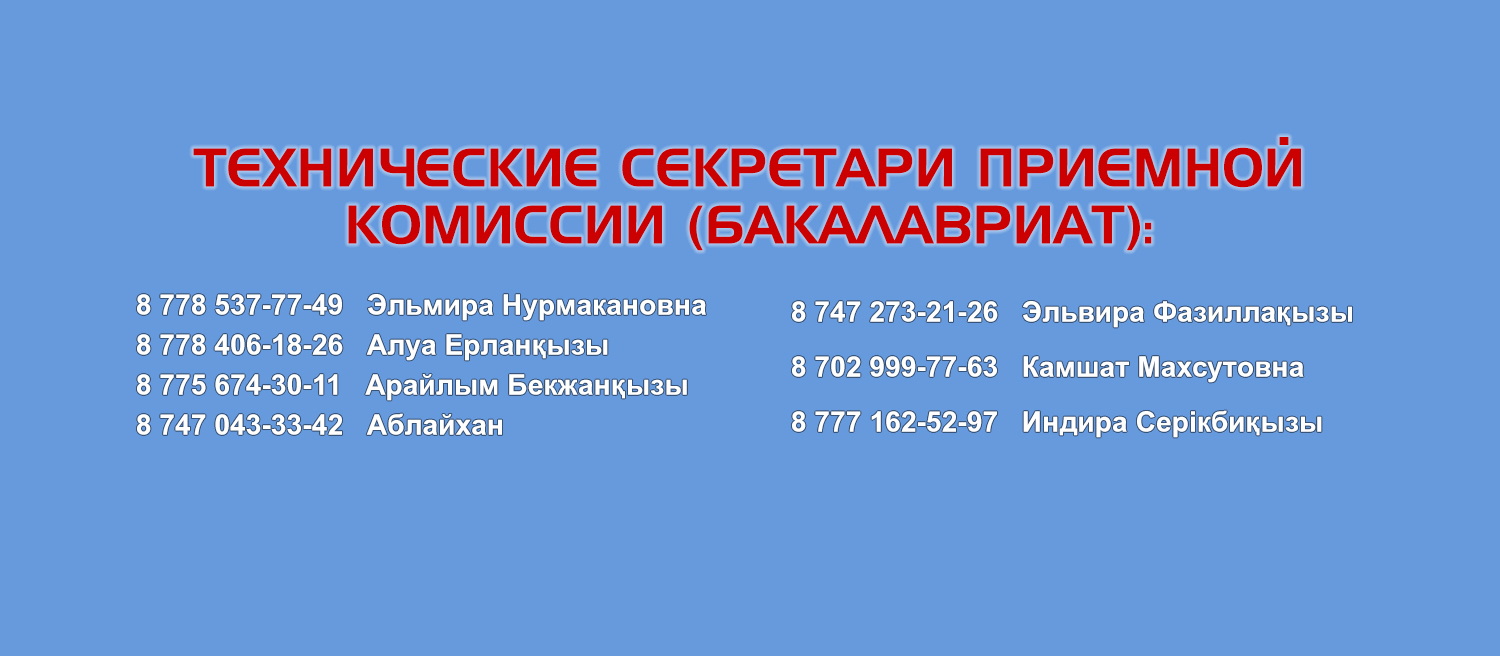 ТЕХНИЧЕСКИЕ СЕКРЕТАРИ ПРИЕМНОЙ
КОМИССИИ (БАКАЛАВРИАТ):
8 778 537-77-49 Эльмира Нурмакановна
8 778 406-18-26 Алуа Ерланқызы
8 775 674-30-11 Арайлым Бекжанқызы
8 747 043-33-42 Аблайхан
8 747 273-21-26 Эльвира Фазиллақызы
8 702 999-77-63 Камшат Махсутовна
8 777 162-52-97 Индира Серікбиқызы